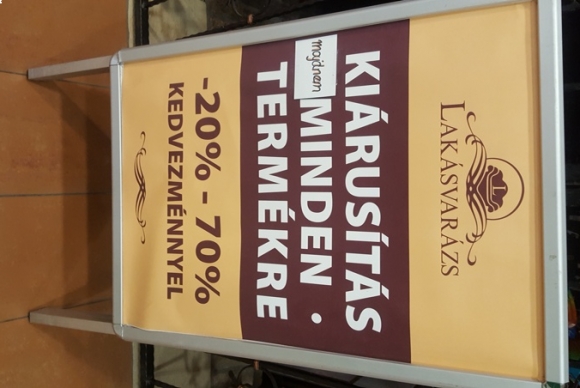 LAKÁSVARÁZS
KIÁRUSÍTÁS
majdnem
MINDEN •
TERMÉKRE
-20% - 70%
KEDVEZMÉNNYEL